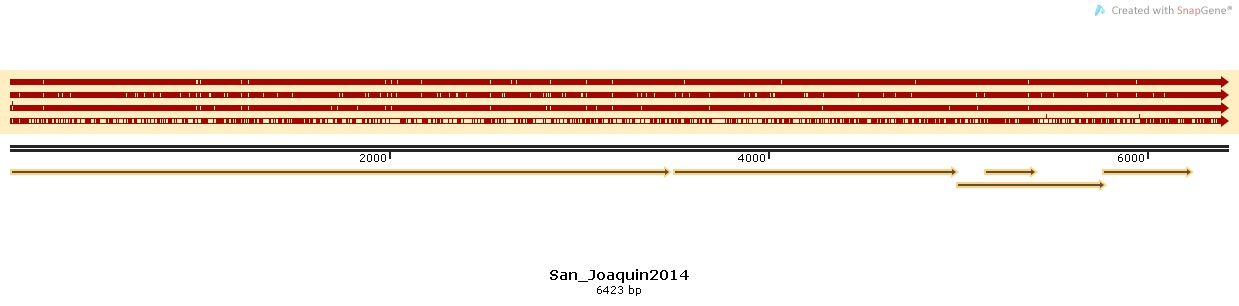 Created with SnapGene®
2000
4000
6000
San_Joaquin2014
6423 bp